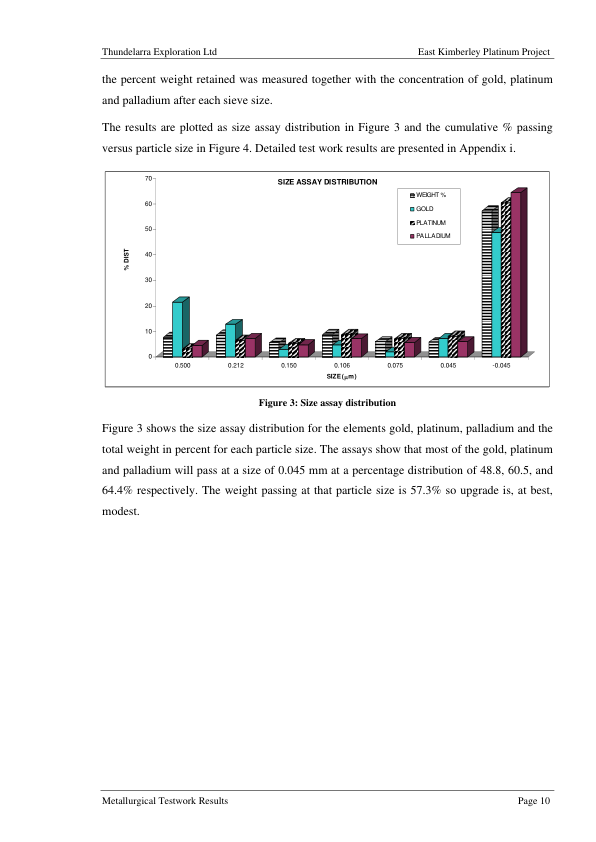 Thundelarra Exploration Ltd East Kimberley Platinum Project
the percent weight retained was measured together with the concentration of gold, platinum
and palladium after each sieve size.
The results are plotted as size assay distribution in Figure 3 and the cumulative % passing
versus particle size in Figure 4. Detailed test work results are presented in Appendix i.
SIZE ASSAY DISTRIBUTION
70
60
50
40
30
20
10
0
% DIST
WEIGHT %
GOLD
PLATINUM
PALLADIUM
0.500 0.212 0.150 0.106 0.075 0.045 -0.045
SIZE (μm)
Figure 3: Size assay distribution
Figure 3 shows the size assay distribution for the elements gold, platinum, palladium and the
total weight in percent for each particle size. The assays show that most of the gold, platinum
and palladium will pass at a size of 0.045 mm at a percentage distribution of 48.8, 60.5, and
64.4% respectively. The weight passing at that particle size is 57.3% so upgrade is, at best,
modest.
Metallurgical Testwork Results Page 10